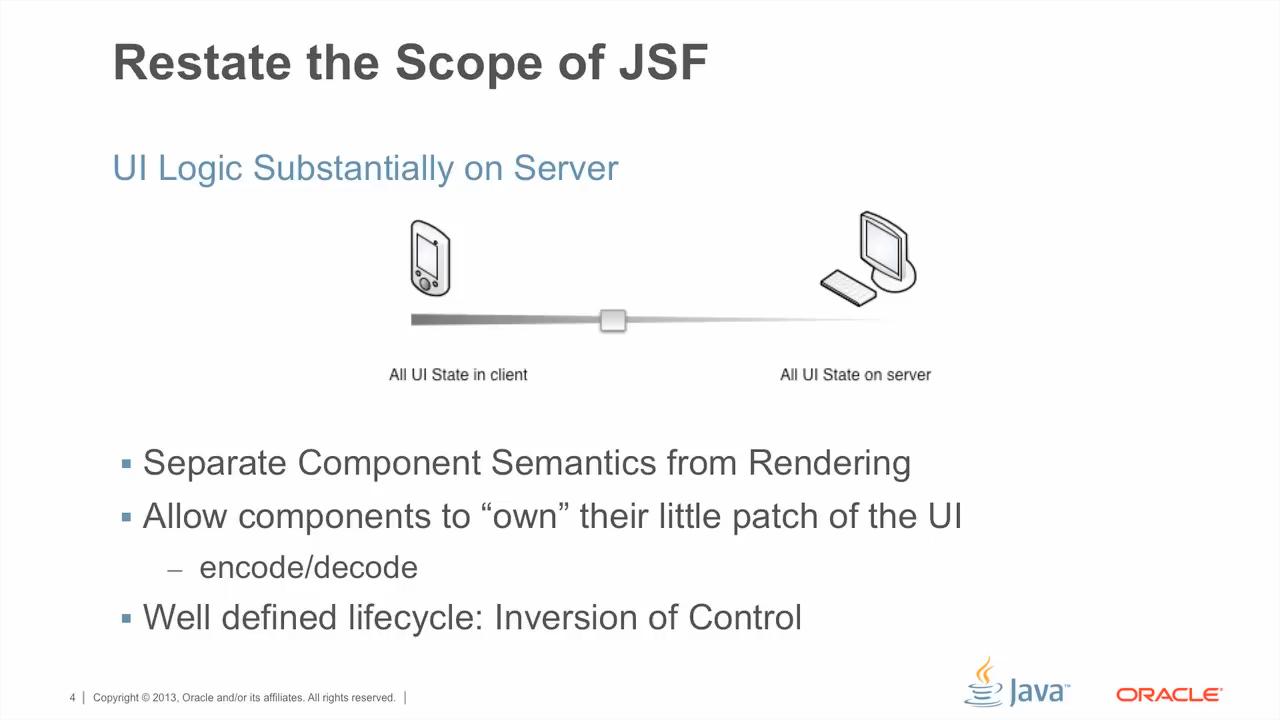 Restate the Scope of JSF
UI Logic Substantially on Server
All UI State in client
All UI State on server
▪ Separate Component Semantics from Rendering
▪ Allow components to “own” their little patch of the UI
– encode/decode
▪ Well defined lifecycle: Inversion of Control
4 | Copyright © 2013, Oracle and/or its affiliates. All rights reserved. |
Java™
ORACLE®